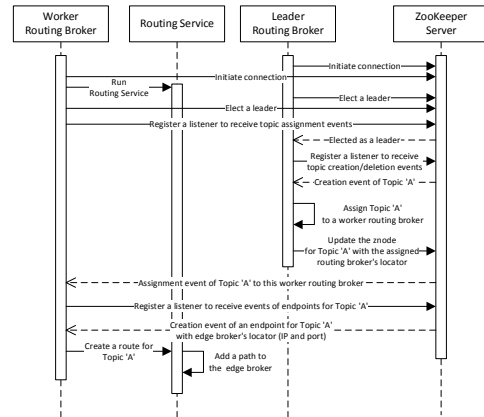 Worker
Routing Broker
Routing Service
Leader
Routing Broker
ZooKeeper
Server
Initiate connection
Initiate connection
Run
Routing Service
Elect a leader
Elect a leader
Register a listener to receive topic assignment events
Elected as a leader
Register a listener to receive
topic creation/deletion events
Creation event of Topic 'A'
Assign Topic 'A'
to a worker routing broker
Update the znode
for Topic 'A' with the assigned
routing broker's locator
Assignment event of Topic 'A' to this worker routing broker
Register a listener to receive events of endpoints for Topic 'A'
Creation event of an endpoint for Topic 'A'
with edge broker's locator (IP and port)
Create a route for
Topic 'A'
Add a path to
the edge broker